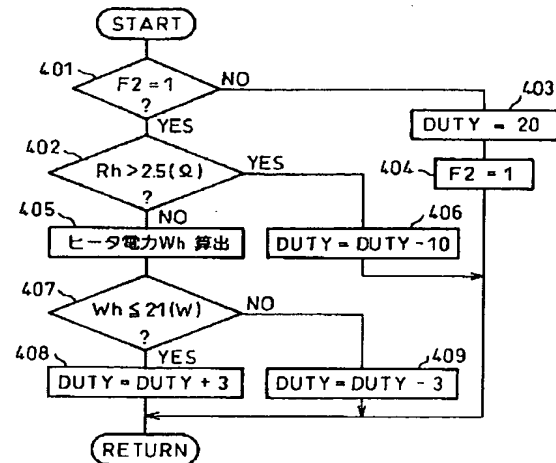 START
401
F2 = 1
?
NO
YES
403
DUTY = 20
402
Rh > 2.5 (Ω)
?
YES
NO
404
F2 = 1
405
ヒータ電力Wh 算出
406
DUTY = DUTY - 10
407
Wh ≦ 21 (W)
?
NO
YES
408
DUTY = DUTY + 3
409
DUTY = DUTY - 3
RETURN